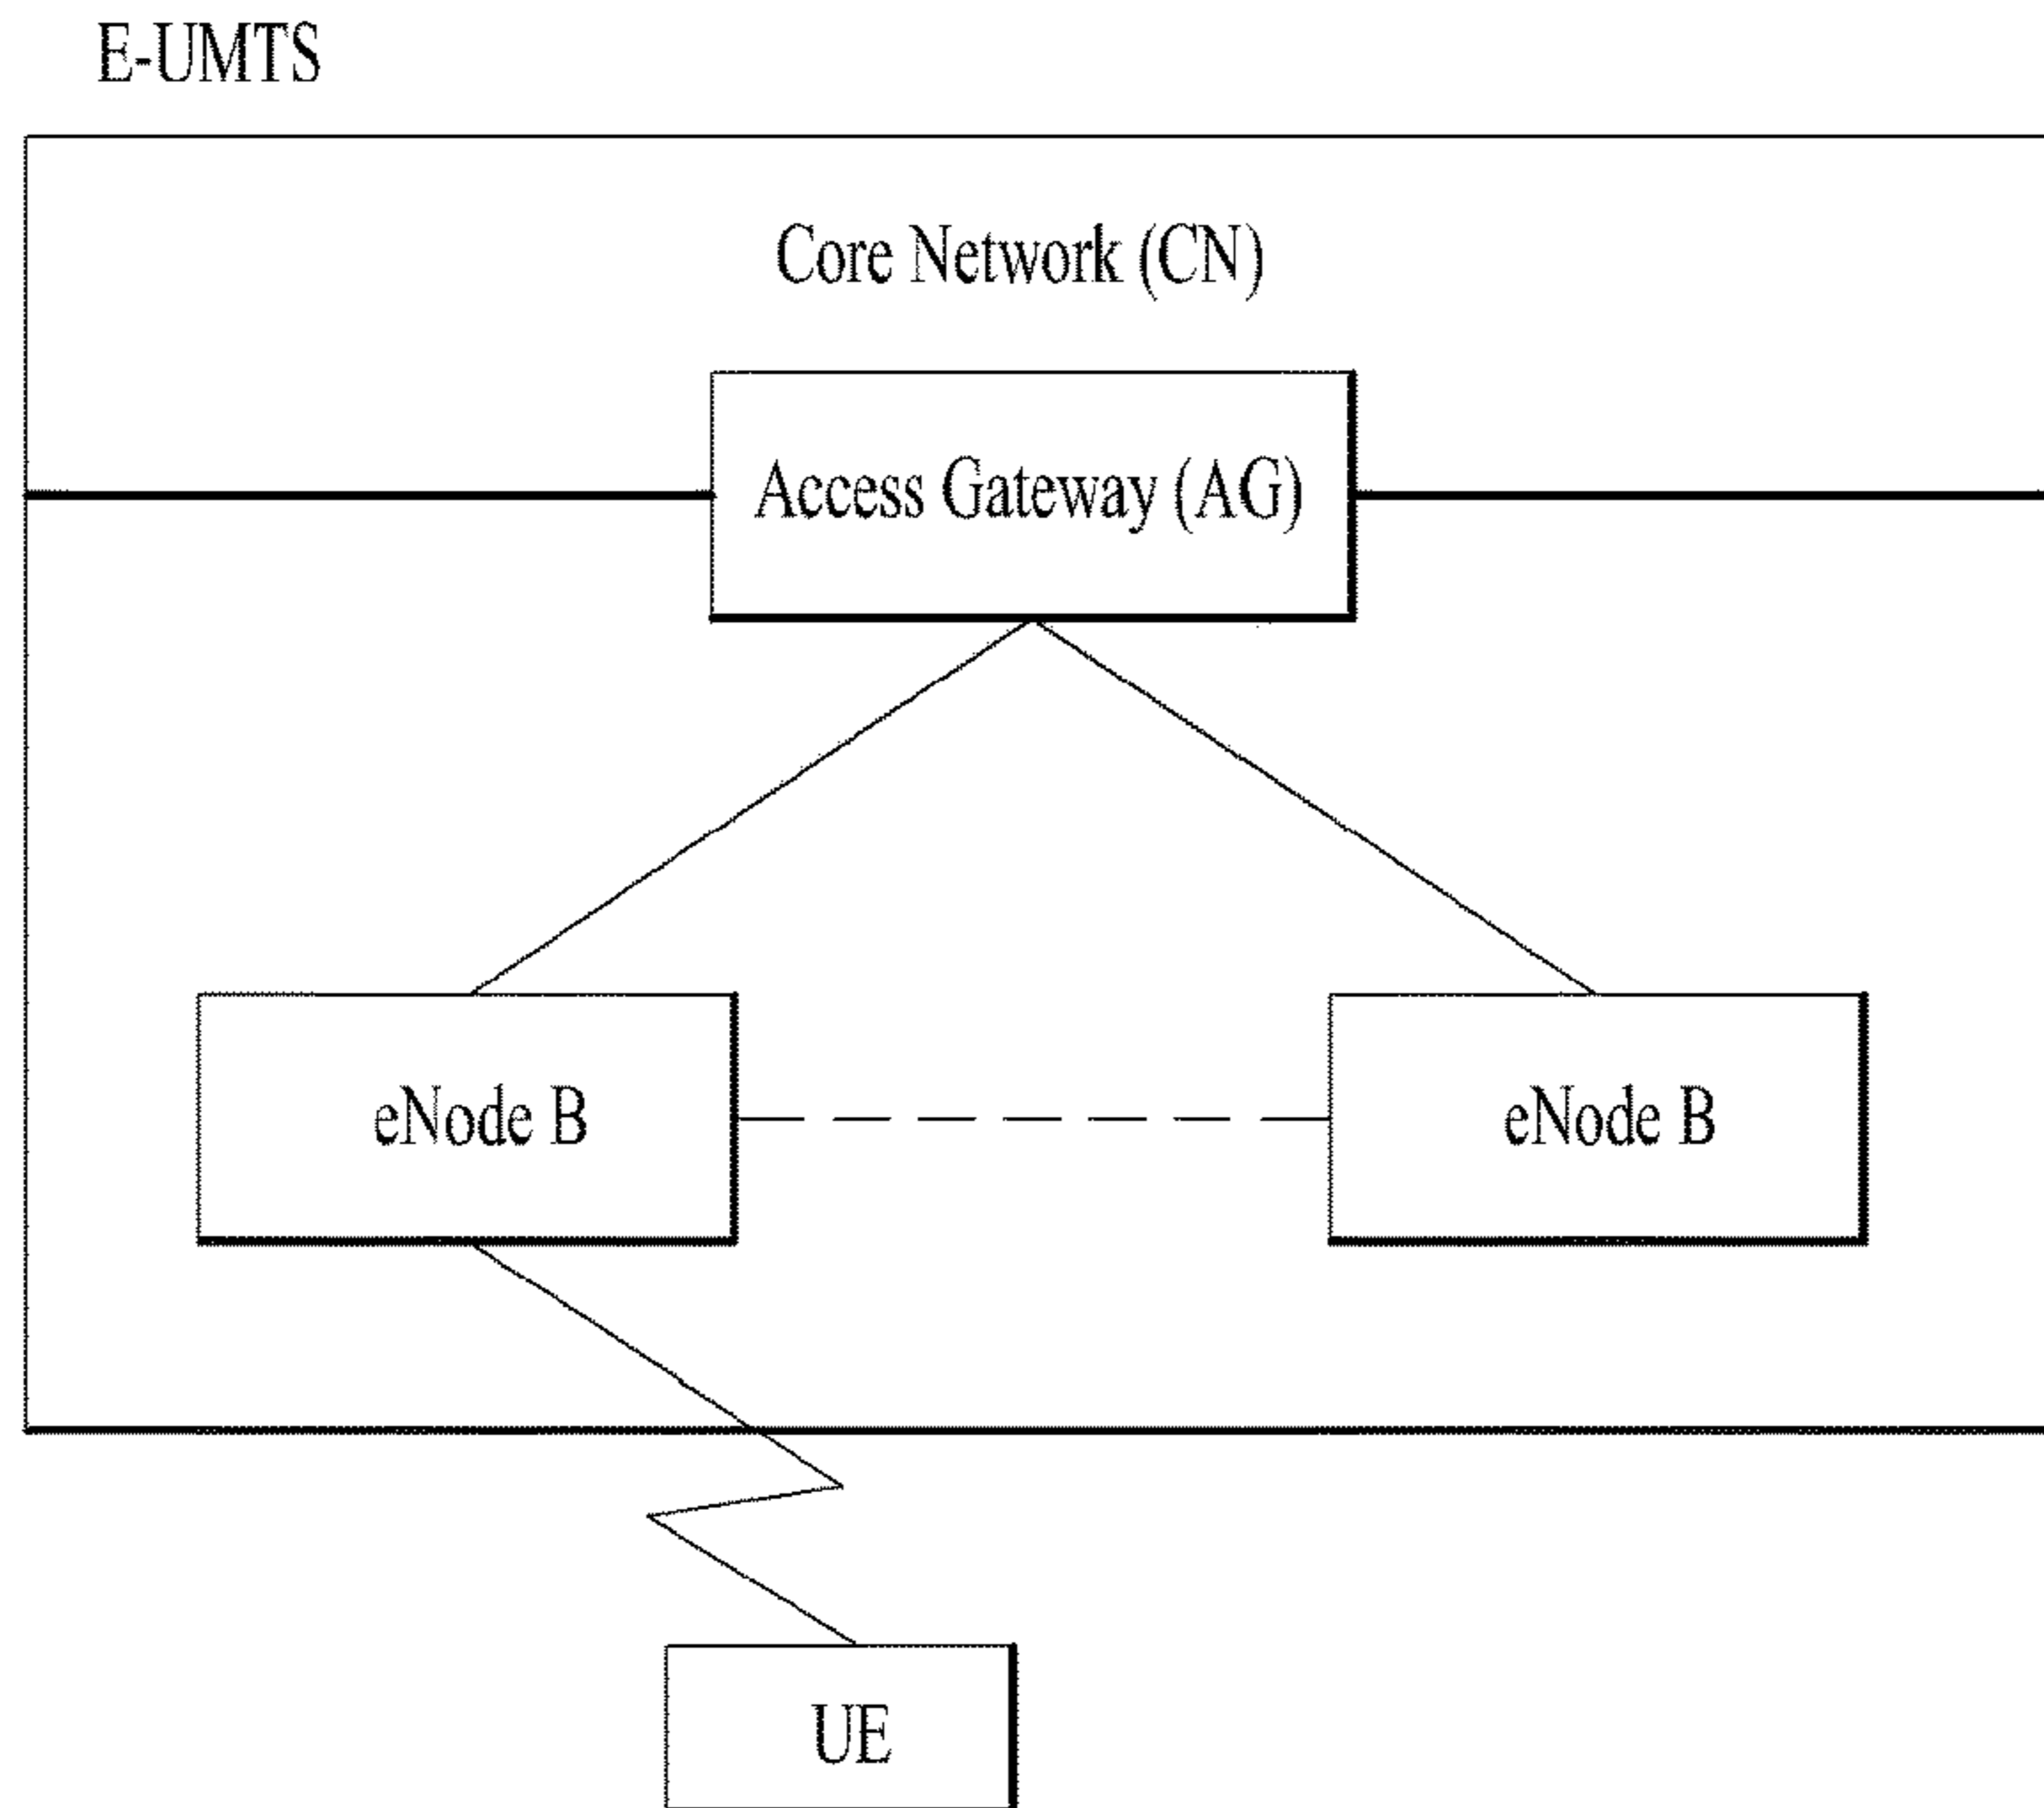 E-UMTS
Core Network (CN)
Access Gateway (AG)
eNode B
eNode B
UE